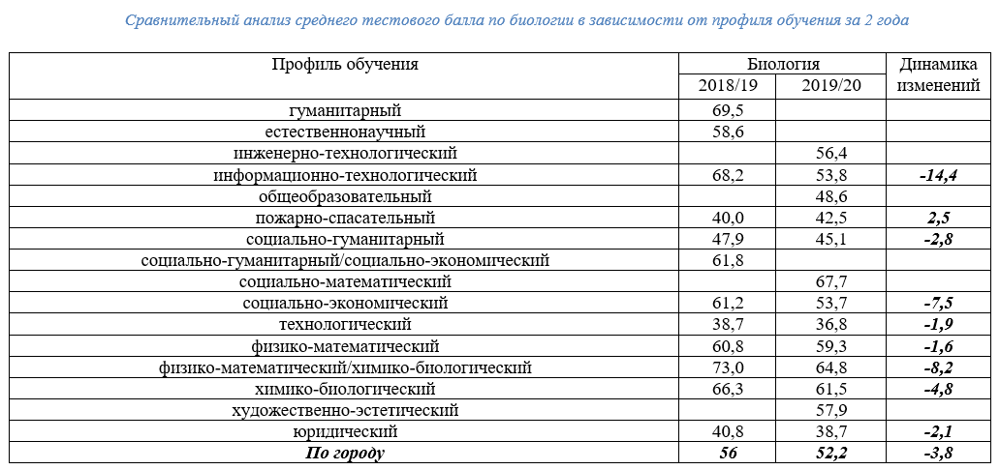 Сравнительный анализ среднего тестового балла по биологии в зависимости от профиля обучения за 2 года
Профиль обучения Биология Динамика изменений
2018/19 2019/20
гуманитарный 69,5
естественнонаучный 58,6
инженерно-технологический 56,4
информационно-технологический 68,2 53,8 -14,4
общеобразовательный 48,6
пожарно-спасательный 40,0 42,5 2,5
социально-гуманитарный 47,9 45,1 -2,8
социально-гуманитарный/социально-экономический 61,8
социально-математический 67,7
социально-экономический 61,2 53,7 -7,5
технологический 38,7 36,8 -1,9
физико-математический 60,8 59,3 -1,6
физико-математический/химико-биологический 73,0 64,8 -8,2
химико-биологический 66,3 61,5 -4,8
художественно-эстетический 57,9
юридический 40,8 38,7 -2,1
По городу 56 52,2 -3,8